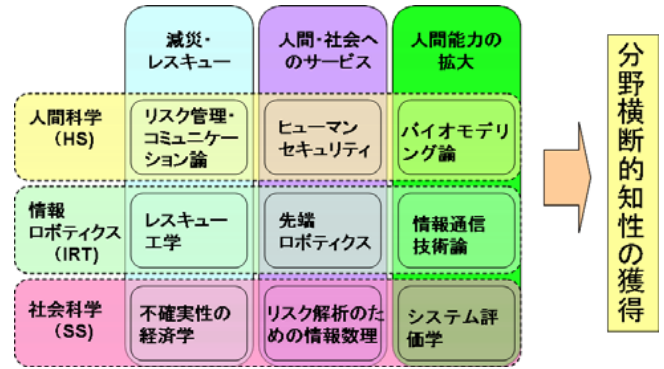 減災・
レスキュー
人間・社会へ
のサービス
人間能力の
拡大
人間科学
（HS）
リスク管理・
コミュニケー
ション論
ヒューマン
セキュリティ
バイオモデリ
ング論
情報
ロボティクス
（IRT）
レスキュー
工学
先端
ロボティクス
情報通信
技術論
社会科学
（SS）
不確実性の
経済学
リスク解析のた
めの情報数理
システム評
価学
分野横断的知性の獲得